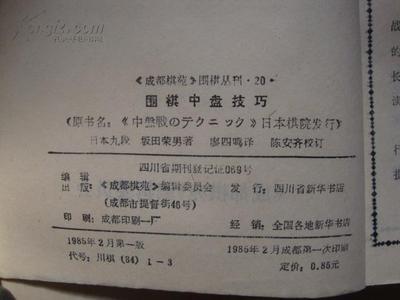 《成都棋苑》围棋丛刊·20
围棋中盘技巧
(原书名：《中盤戰のテクニック》日本棋院发行)
日本九段 坂田荣男著 廖四鸣译 陈安齐校订
四川省期刊登记证069号
编辑
出版：《成都棋苑》编辑委员会 发行：四川省新华书店
(成都市提督街46号)
印刷：成都印刷一厂 经销：全国各地新华书店
1985年2月第一版 1985年2月成都第一次印刷
代号：川棋(84) 1-3 定价：0.85元